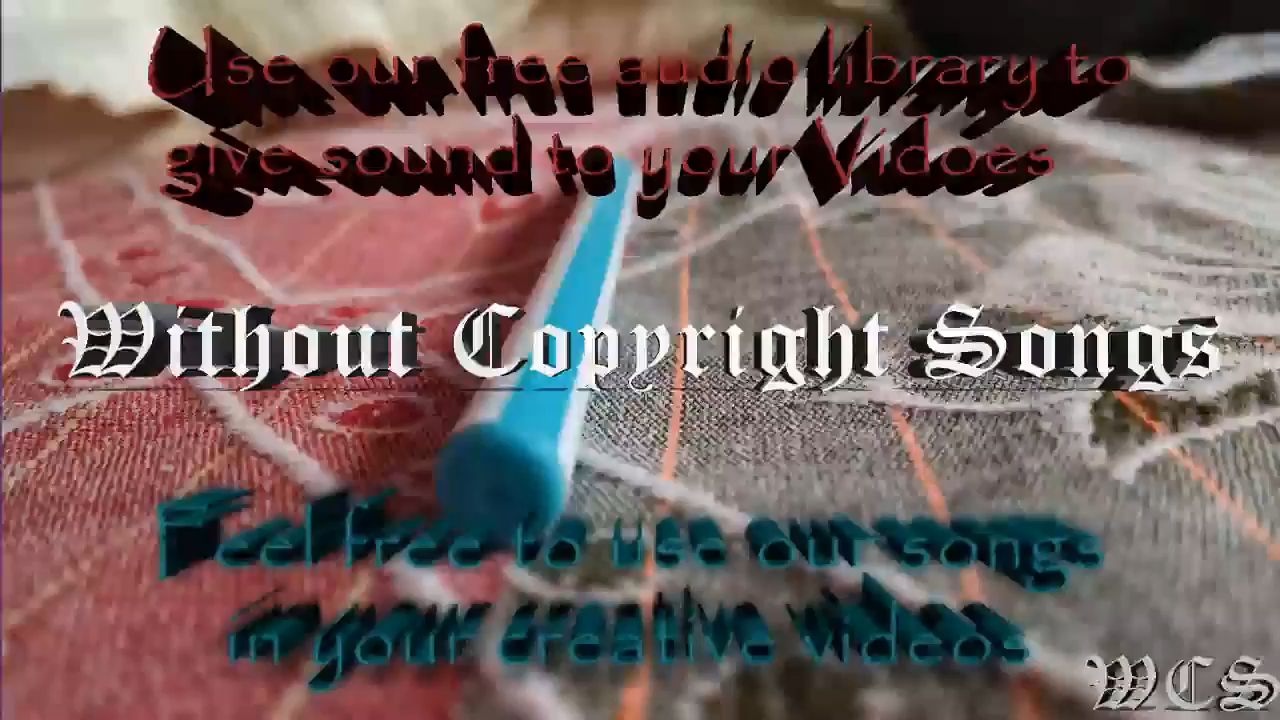 Use our free audio library to
give sound to your Vidoes
Without Copyright Songs
Feel free to use our songs
in your creative videos
WCS